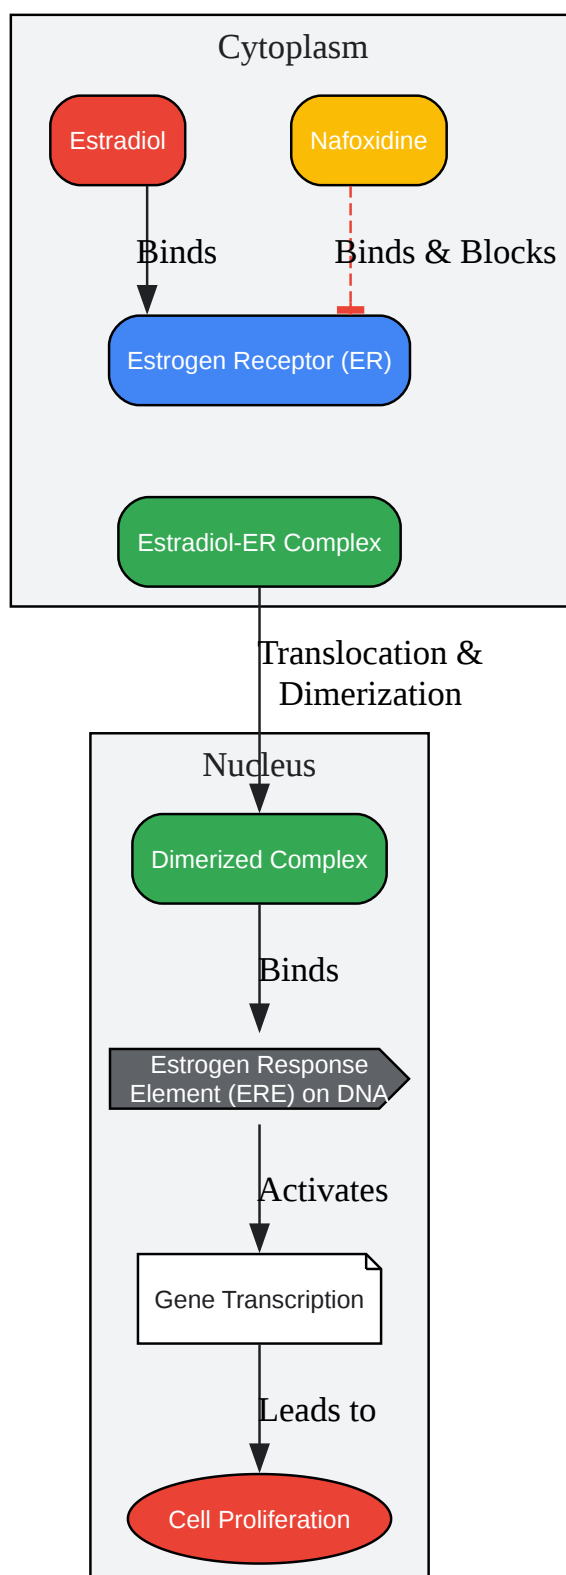 Cytoplasm
Estradiol
Nafoxidine
Binds
Binds & Blocks
Estrogen Receptor (ER)
Estradiol-ER Complex
Translocation &
Dimerization
Nucleus
Dimerized Complex
Binds
Estrogen Response
Element (ERE) on DNA
Activates
Gene Transcription
Leads to
Cell Proliferation